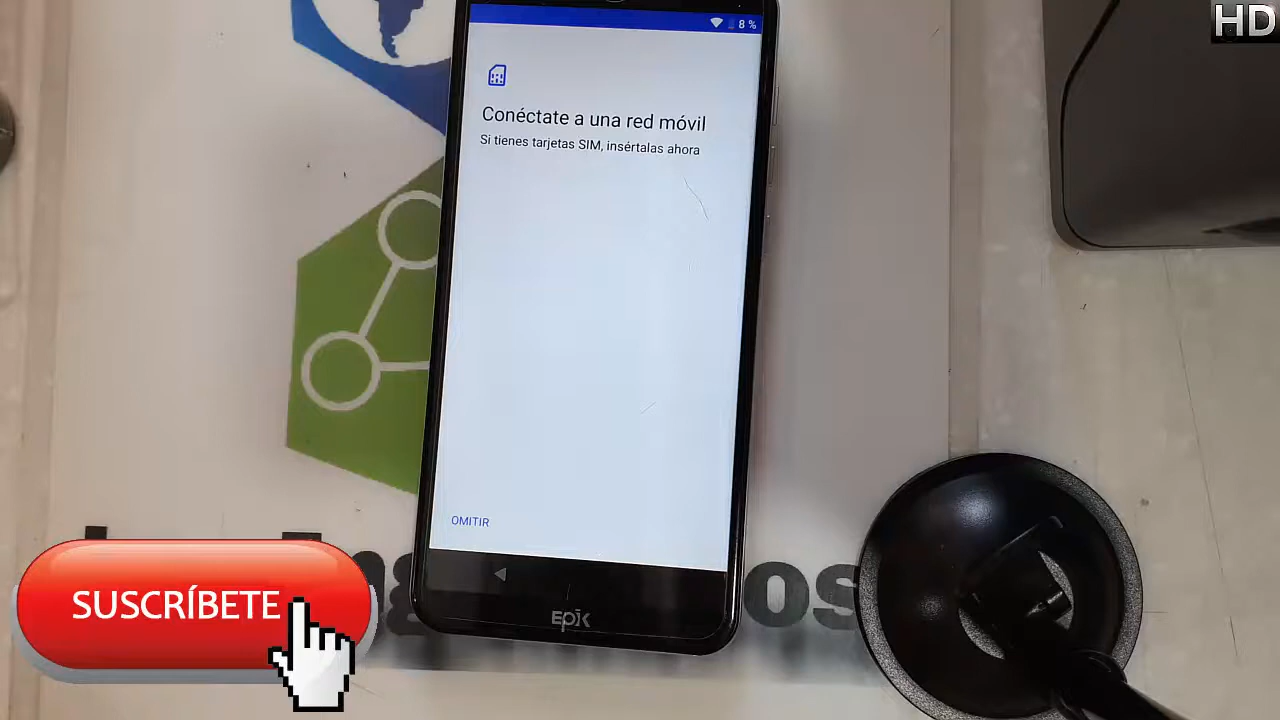 HD
8 %
Conéctate a una red móvil
Si tienes tarjetas SIM, insértalas ahora
OMITIR
EPIK
SUSCRÍBETE